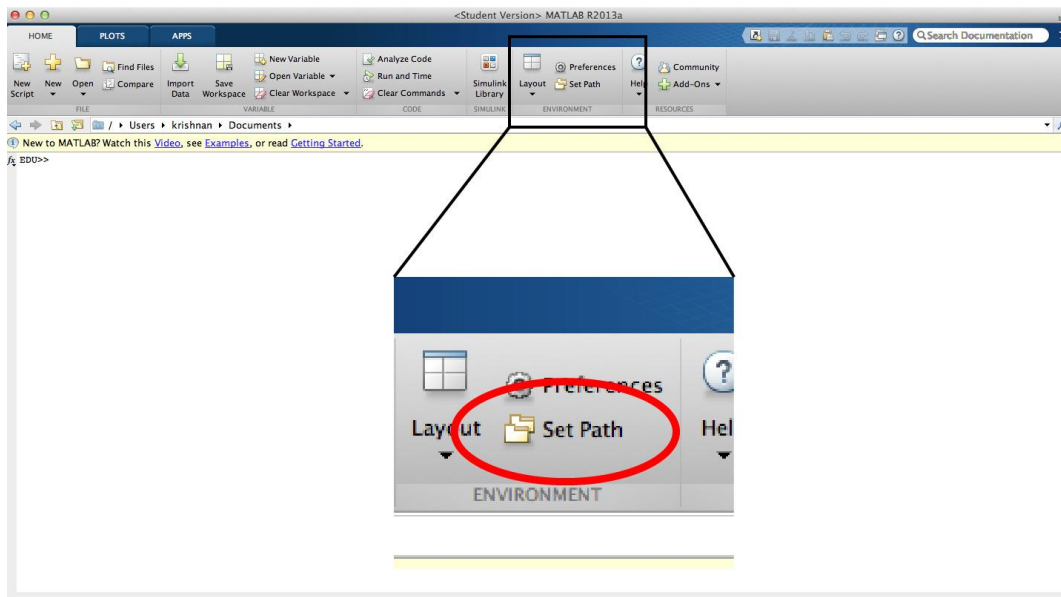 <Student Version> MATLAB R2013a
HOME PLOTS APPS
Search Documentation
New Script
New
Open
Find Files
Compare
FILE
Import Data
Save Workspace
New Variable
Open Variable
Clear Workspace
VARIABLE
Analyze Code
Run and Time
Clear Commands
CODE
Simulink Library
SIMULINK
Layout
Preferences
Set Path
ENVIRONMENT
Help
Community
Add-Ons
RESOURCES
/ Users krishnan Documents
New to MATLAB? Watch this Video, see Examples, or read Getting Started.
fx EDU>>
Preferences
Layout Set Path Hel
ENVIRONMENT